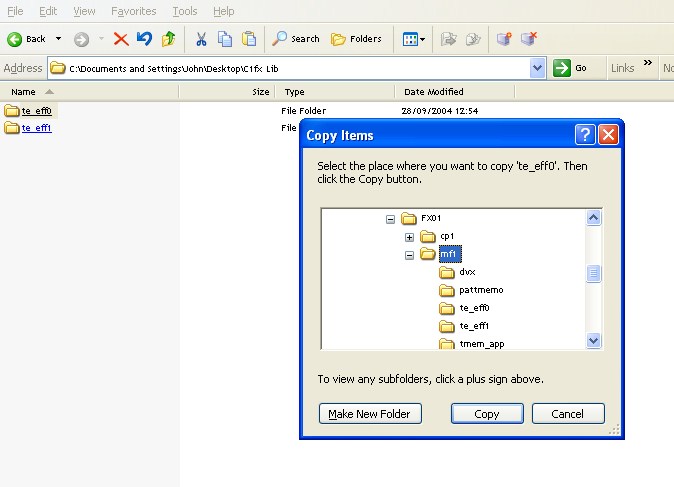 File Edit View Favorites Tools Help
Back Search Folders
Address C:\Documents and Settings\John\Desktop\C1fx Lib Go Links » No
Name Size Type Date Modified
te_eff0 File Folder 28/09/2004 12:54
te_eff1 File
Copy Items
Select the place where you want to copy 'te_eff0'. Then
click the Copy button.
FX01
cp1
mf1
dvx
pattmemo
te_eff0
te_eff1
tmem_app
To view any subfolders, click a plus sign above.
Make New Folder Copy Cancel